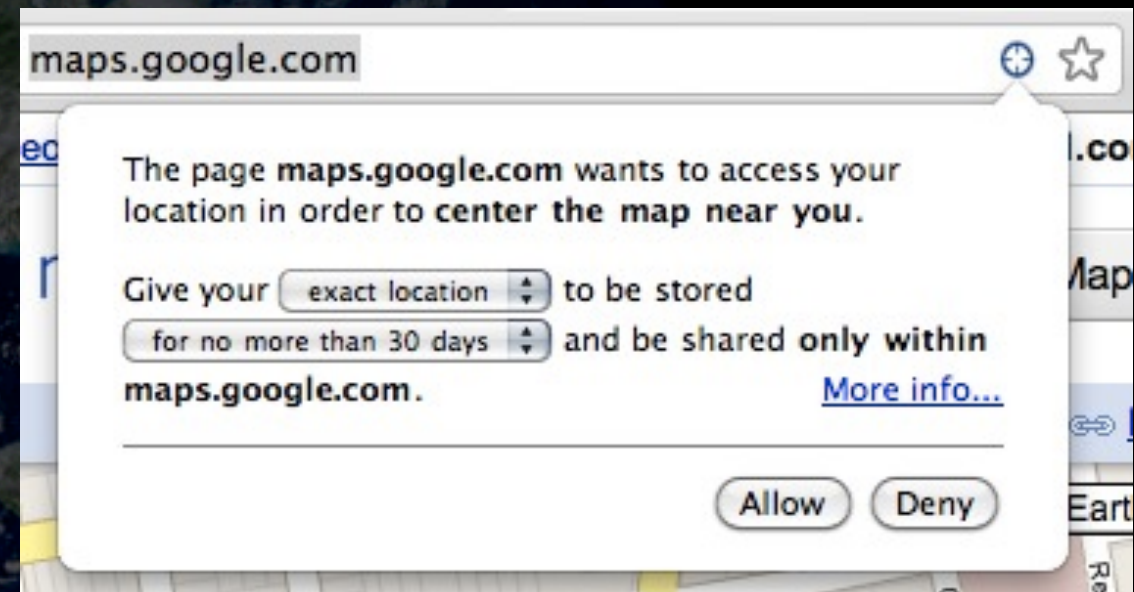 maps.google.com
The page maps.google.com wants to access your
location in order to center the map near you.
Give your exact location to be stored
for no more than 30 days and be shared only within
maps.google.com. More info...
Allow Deny